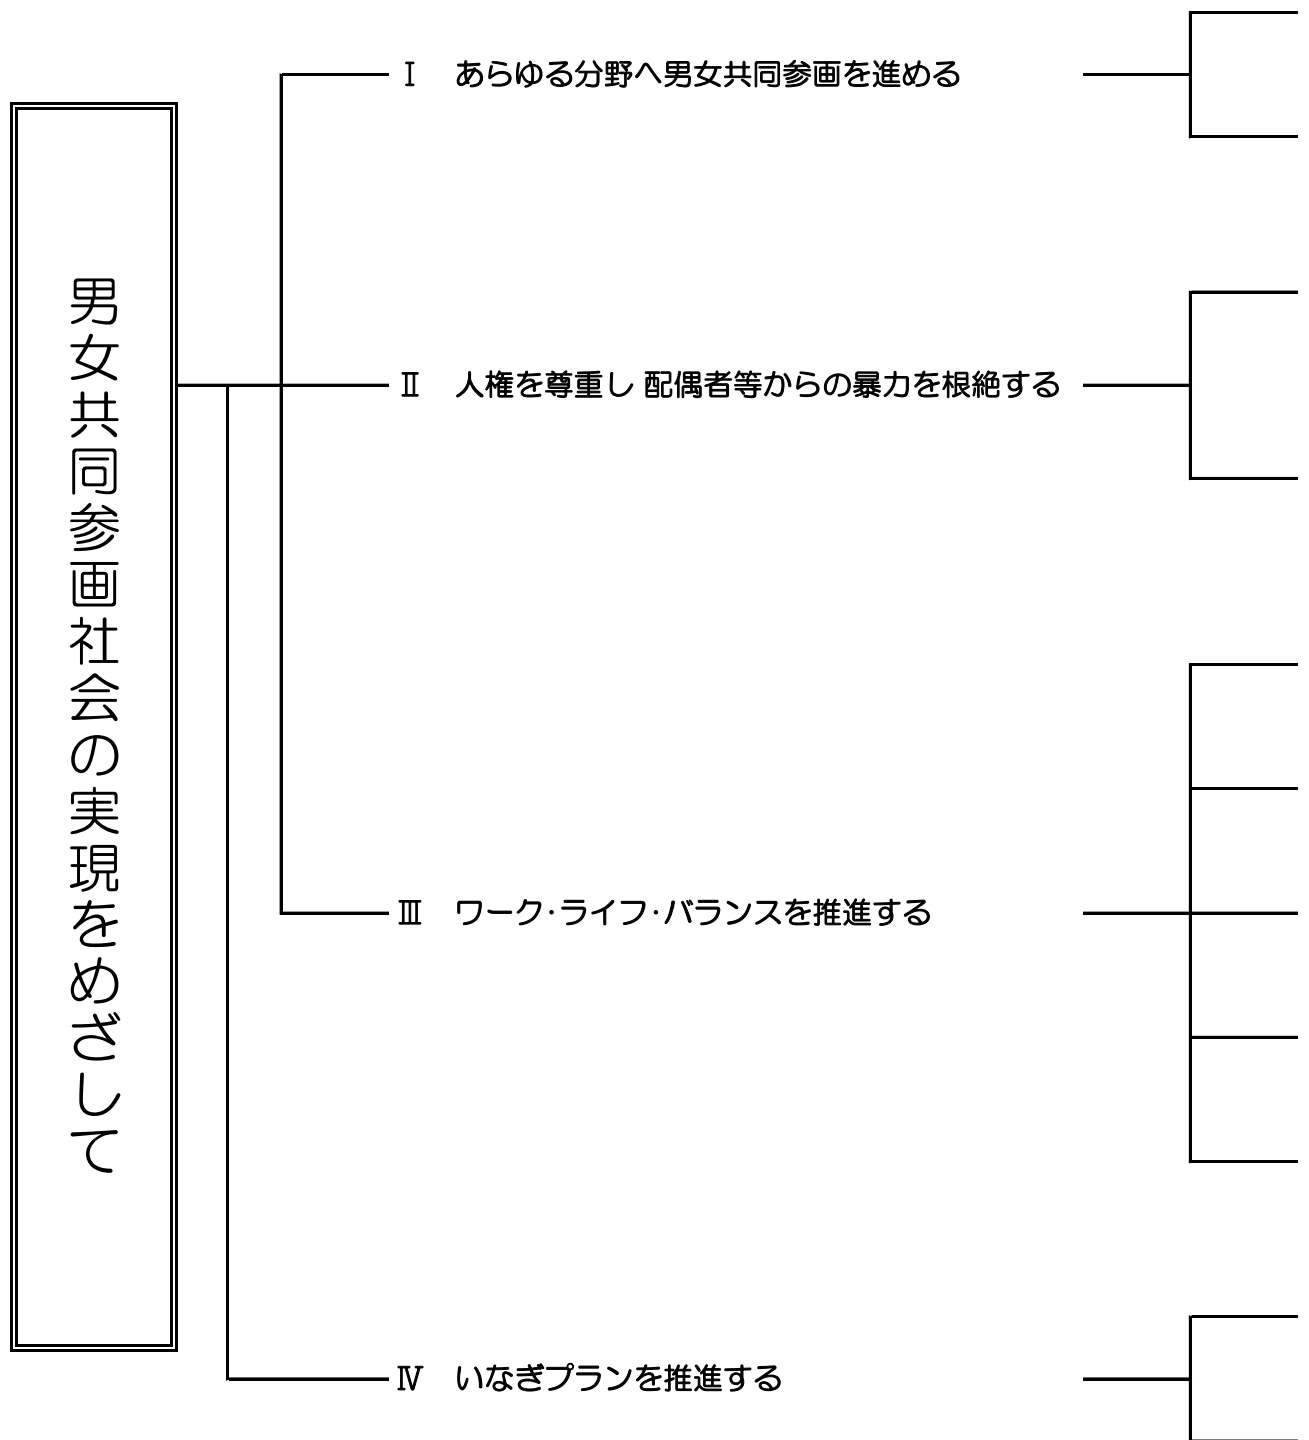 男女共同参画社会の実現をめざして
Ⅰ あらゆる分野へ男女共同参画を進める
Ⅱ 人権を尊重し 配偶者等からの暴力を根絶する
Ⅲ ワーク・ライフ・バランスを推進する
Ⅳ いなぎプランを推進する